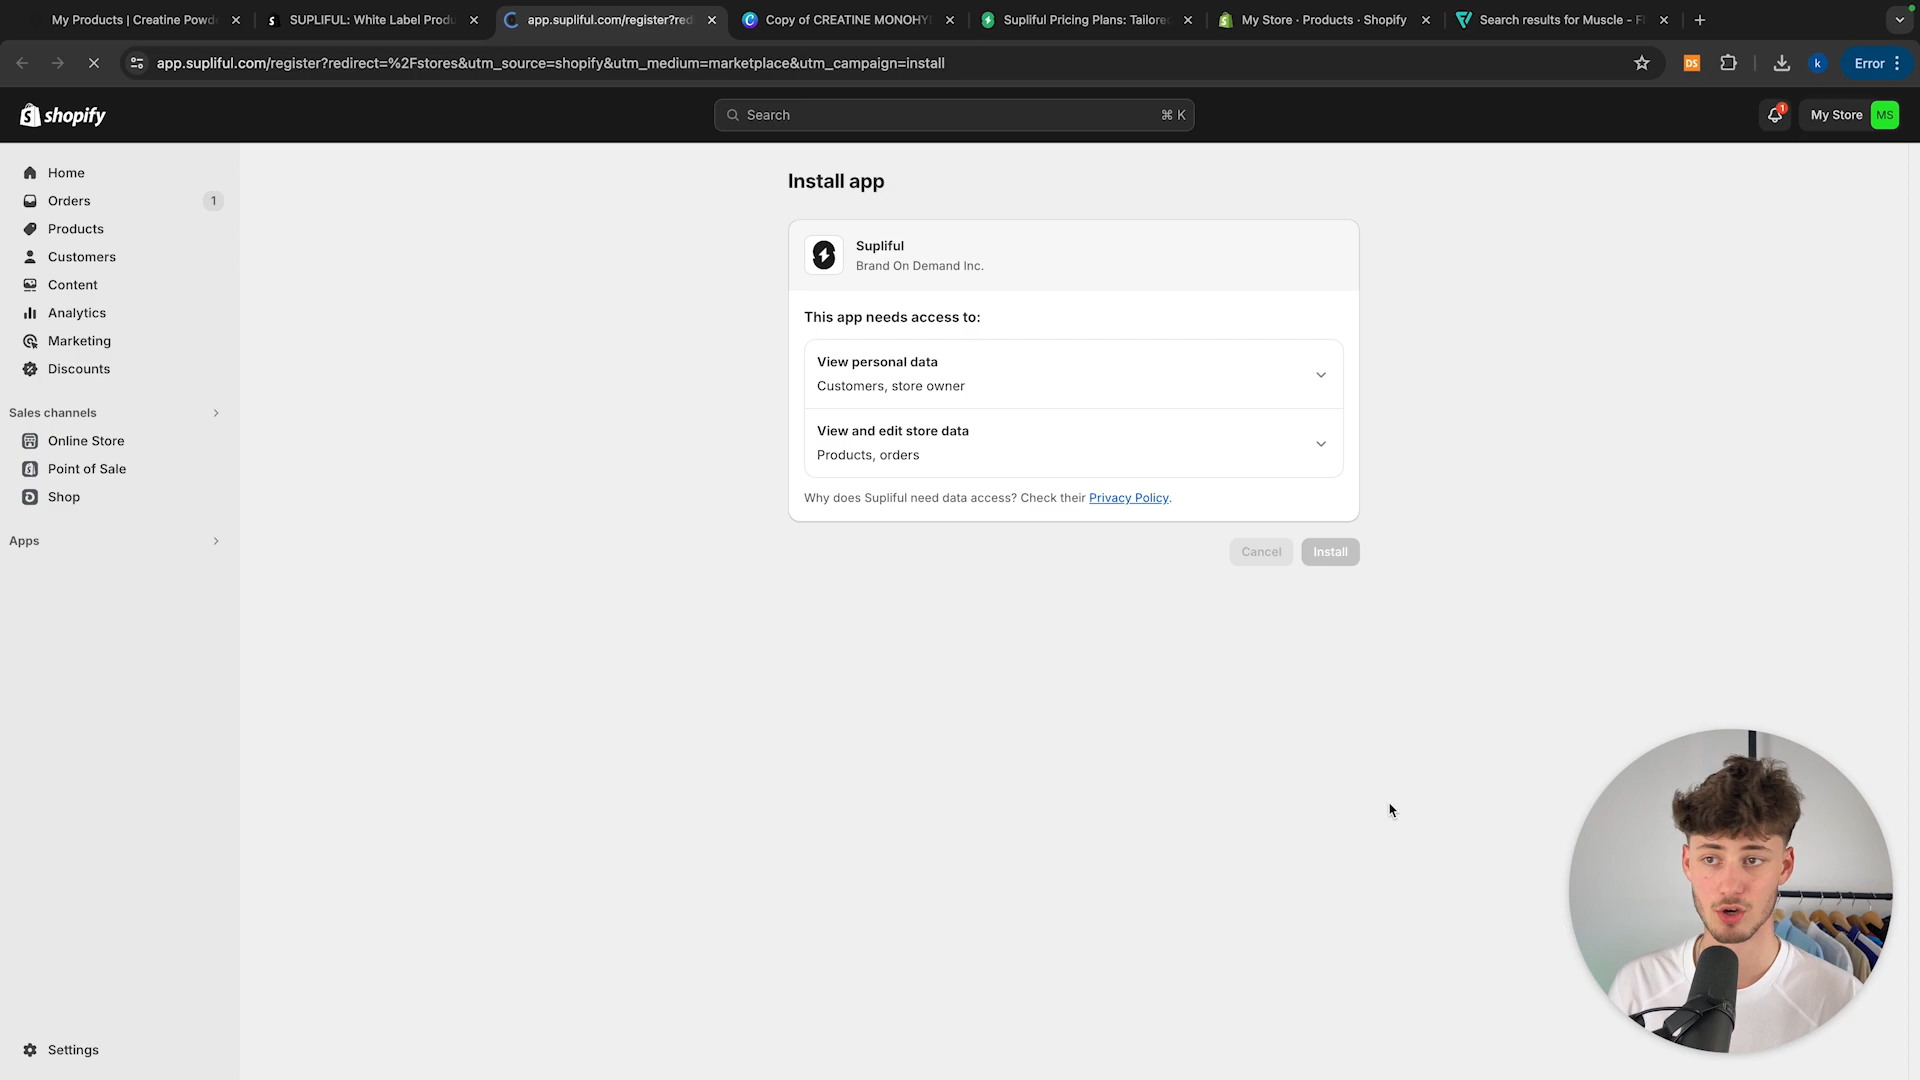 My Products | Creatine Powde
SUPLIFUL: White Label Produ
app.supliful.com/register?red
Copy of CREATINE MONOHY
Supliful Pricing Plans: Tailored
My Store · Products · Shopify
Search results for Muscle - F
app.supliful.com/register?redirect=%2Fstores&utm_source=shopify&utm_medium=marketplace&utm_campaign=install
DS
k
Error
shopify
Search
⌘ K
1
My Store
MS
Home
Orders
1
Products
Customers
Content
Analytics
Marketing
Discounts
Sales channels
Online Store
Point of Sale
Shop
Apps
Settings
Install app
Supliful
Brand On Demand Inc.
This app needs access to:
View personal data
Customers, store owner
View and edit store data
Products, orders
Why does Supliful need data access? Check their Privacy Policy.
Cancel
Install